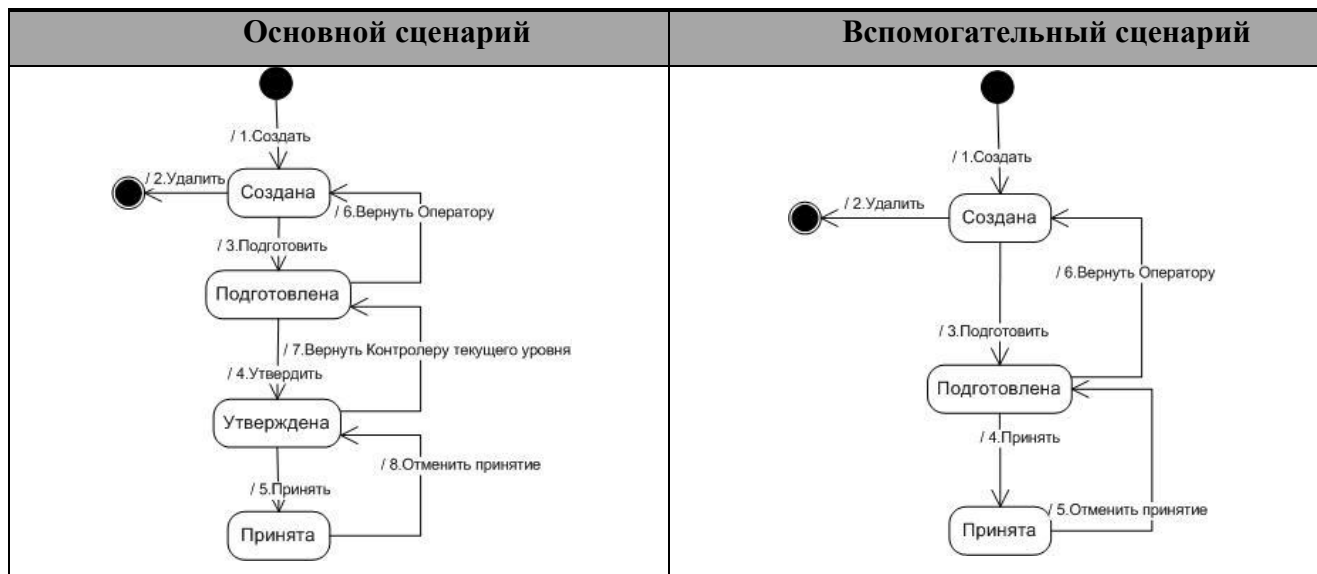 Основной сценарий
/ 1.Создать
/ 2.Удалить
Создана
/ 6.Вернуть Оператору
/ 3.Подготовить
Подготовлена
/ 7.Вернуть Контролеру текущего уровня
/ 4.Утвердить
Утверждена
/ 8.Отменить принятие
/ 5.Принять
Принята
Вспомогательный сценарий
/ 1.Создать
/ 2.Удалить
Создана
/ 6.Вернуть Оператору
/ 3.Подготовить
Подготовлена
/ 4.Принять
/ 5.Отменить принятие
Принята